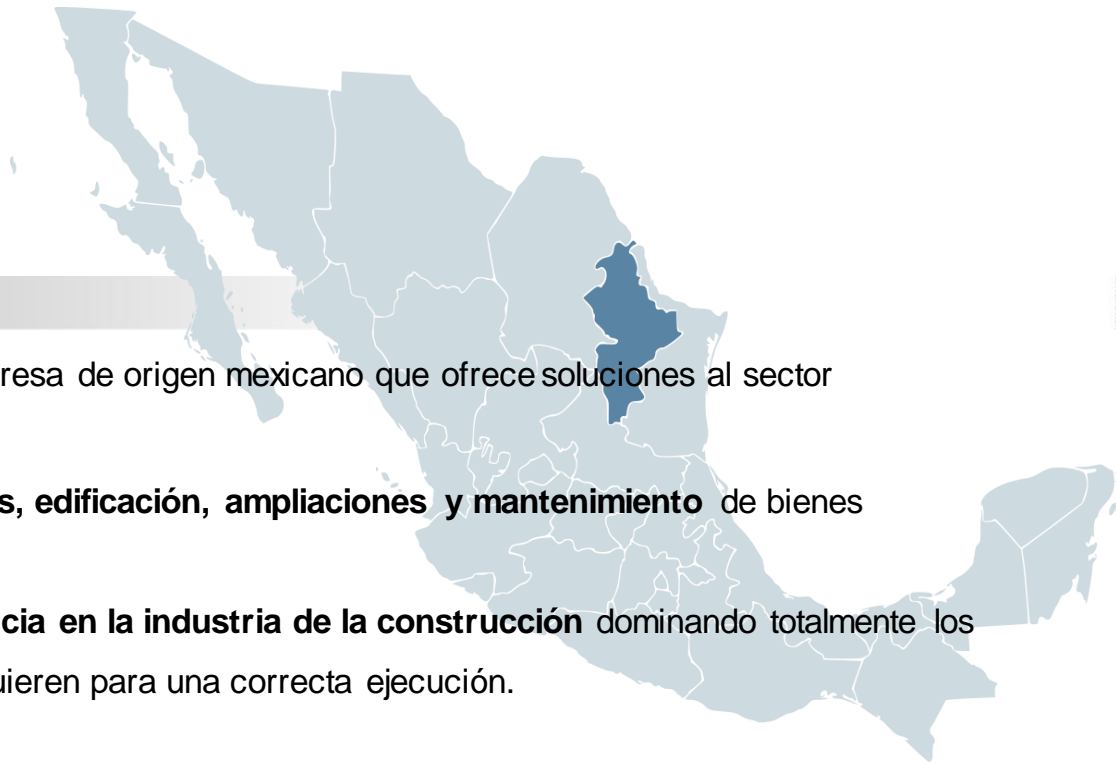 resa de origen mexicano que ofrece soluciones al sector
s, edificación, ampliaciones y mantenimiento de bienes
cia en la industria de la construcción dominando totalmente los
uieren para una correcta ejecución.